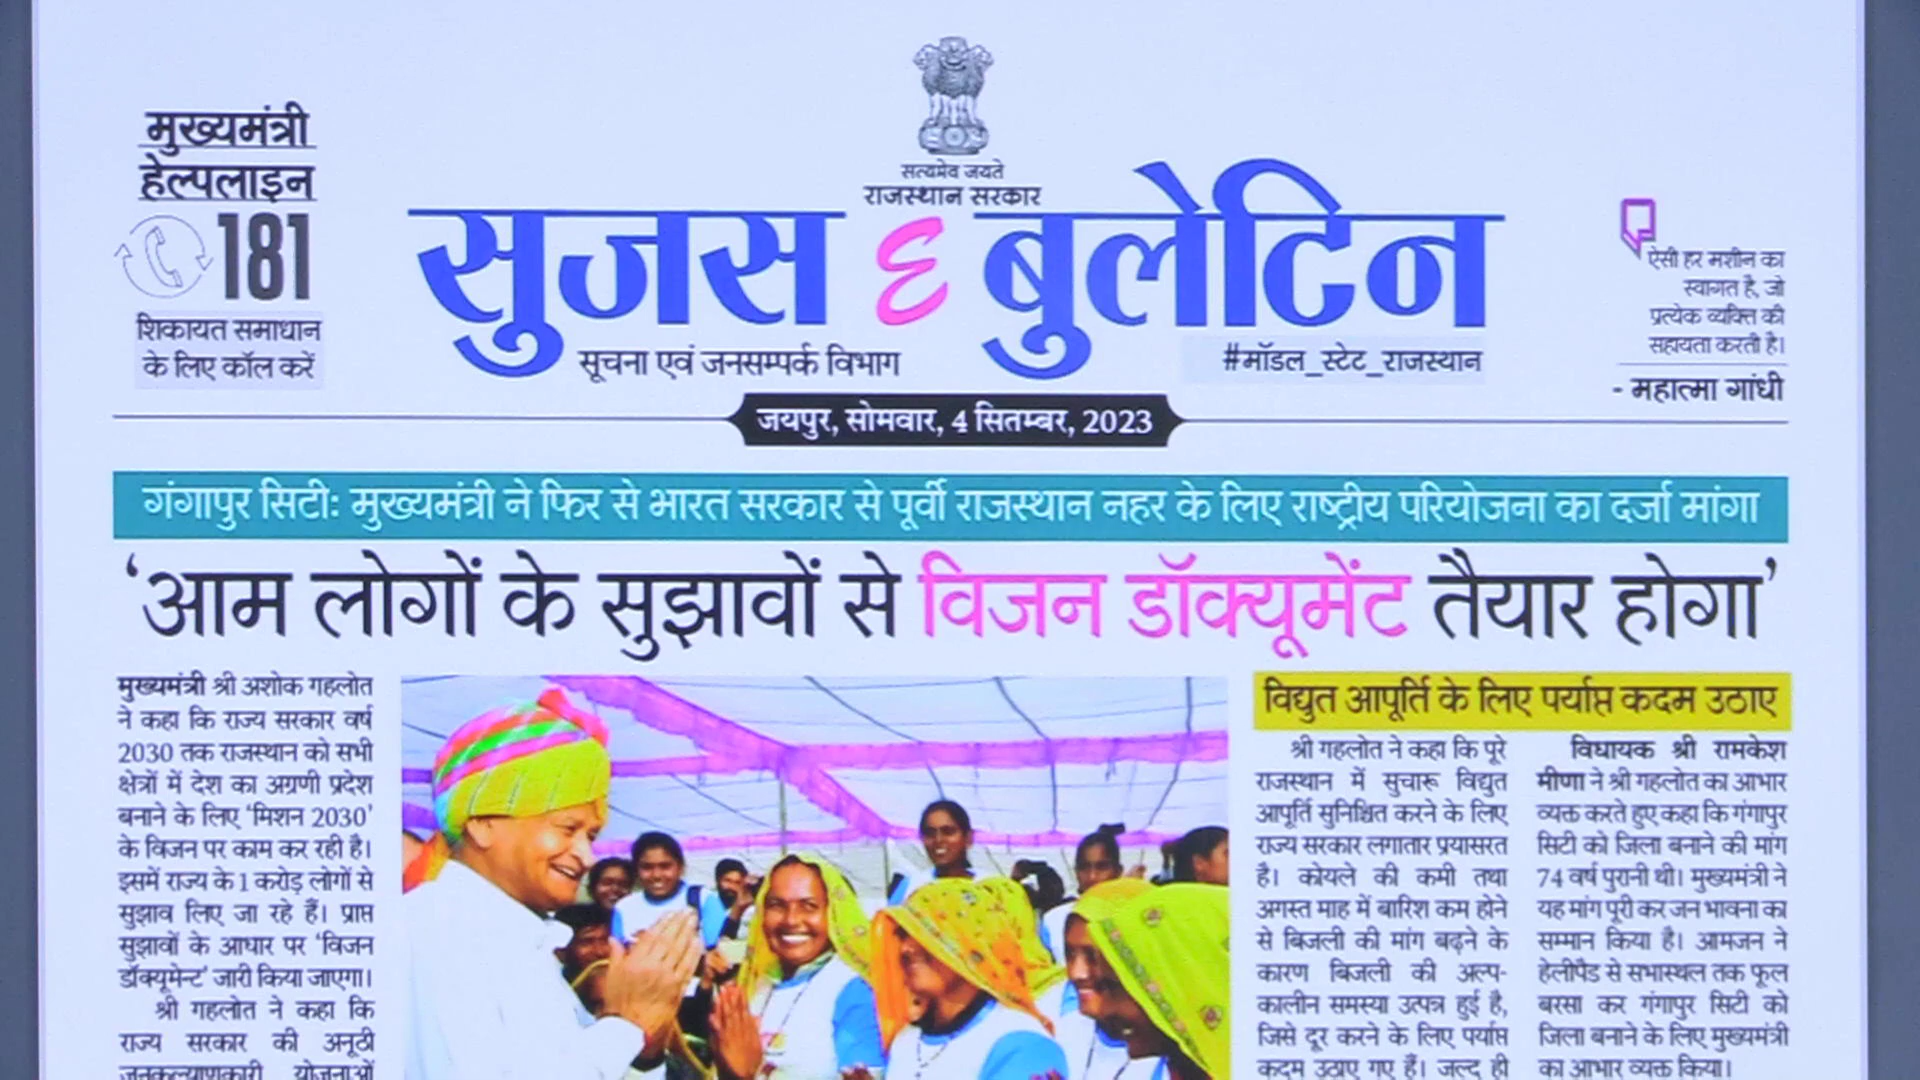 मुख्यमंत्री
हेल्पलाइन
181
शिकायत समाधान
के लिए कॉल करें
सत्यमेव जयते
राजस्थान सरकार
सुजस ई बुलेटिन
सूचना एवं जनसम्पर्क विभाग
#मॉडल_स्टेट_राजस्थान
ऐसी हर मशीन का
स्वागत है, जो
प्रत्येक व्यक्ति की
सहायता करती है।
- महात्मा गांधी
जयपुर, सोमवार, 4 सितम्बर, 2023
गंगापुर सिटी: मुख्यमंत्री ने फिर से भारत सरकार से पूर्वी राजस्थान नहर के लिए राष्ट्रीय परियोजना का दर्जा मांगा
'आम लोगों के सुझावों से विजन डॉक्यूमेंट तैयार होगा'
मुख्यमंत्री श्री अशोक गहलोत
ने कहा कि राज्य सरकार वर्ष
2030 तक राजस्थान को सभी
क्षेत्रों में देश का अग्रणी प्रदेश
बनाने के लिए 'मिशन 2030'
के विजन पर काम कर रही है।
इसमें राज्य के 1 करोड़ लोगों से
सुझाव लिए जा रहे हैं। प्राप्त
सुझावों के आधार पर 'विजन
डॉक्यूमेन्ट' जारी किया जाएगा।
श्री गहलोत ने कहा कि
राज्य सरकार की अनूठी
जनकल्याणकारी योजनाओं
विद्युत आपूर्ति के लिए पर्याप्त कदम उठाए
श्री गहलोत ने कहा कि पूरे
राजस्थान में सुचारू विद्युत
आपूर्ति सुनिश्चित करने के लिए
राज्य सरकार लगातार प्रयासरत
है। कोयले की कमी तथा
अगस्त माह में बारिश कम होने
से बिजली की मांग बढ़ने के
कारण बिजली की अल्प-
कालीन समस्या उत्पन्न हुई है,
जिसे दूर करने के लिए पर्याप्त
कदम उठाए गए हैं। जल्द ही
विधायक श्री रामकेश
मीणा ने श्री गहलोत का आभार
व्यक्त करते हुए कहा कि गंगापुर
सिटी को जिला बनाने की मांग
74 वर्ष पुरानी थी। मुख्यमंत्री ने
यह मांग पूरी कर जन भावना का
सम्मान किया है। आमजन ने
हेलीपैड से सभास्थल तक फूल
बरसा कर गंगापुर सिटी को
जिला बनाने के लिए मुख्यमंत्री
का आभार व्यक्त किया।